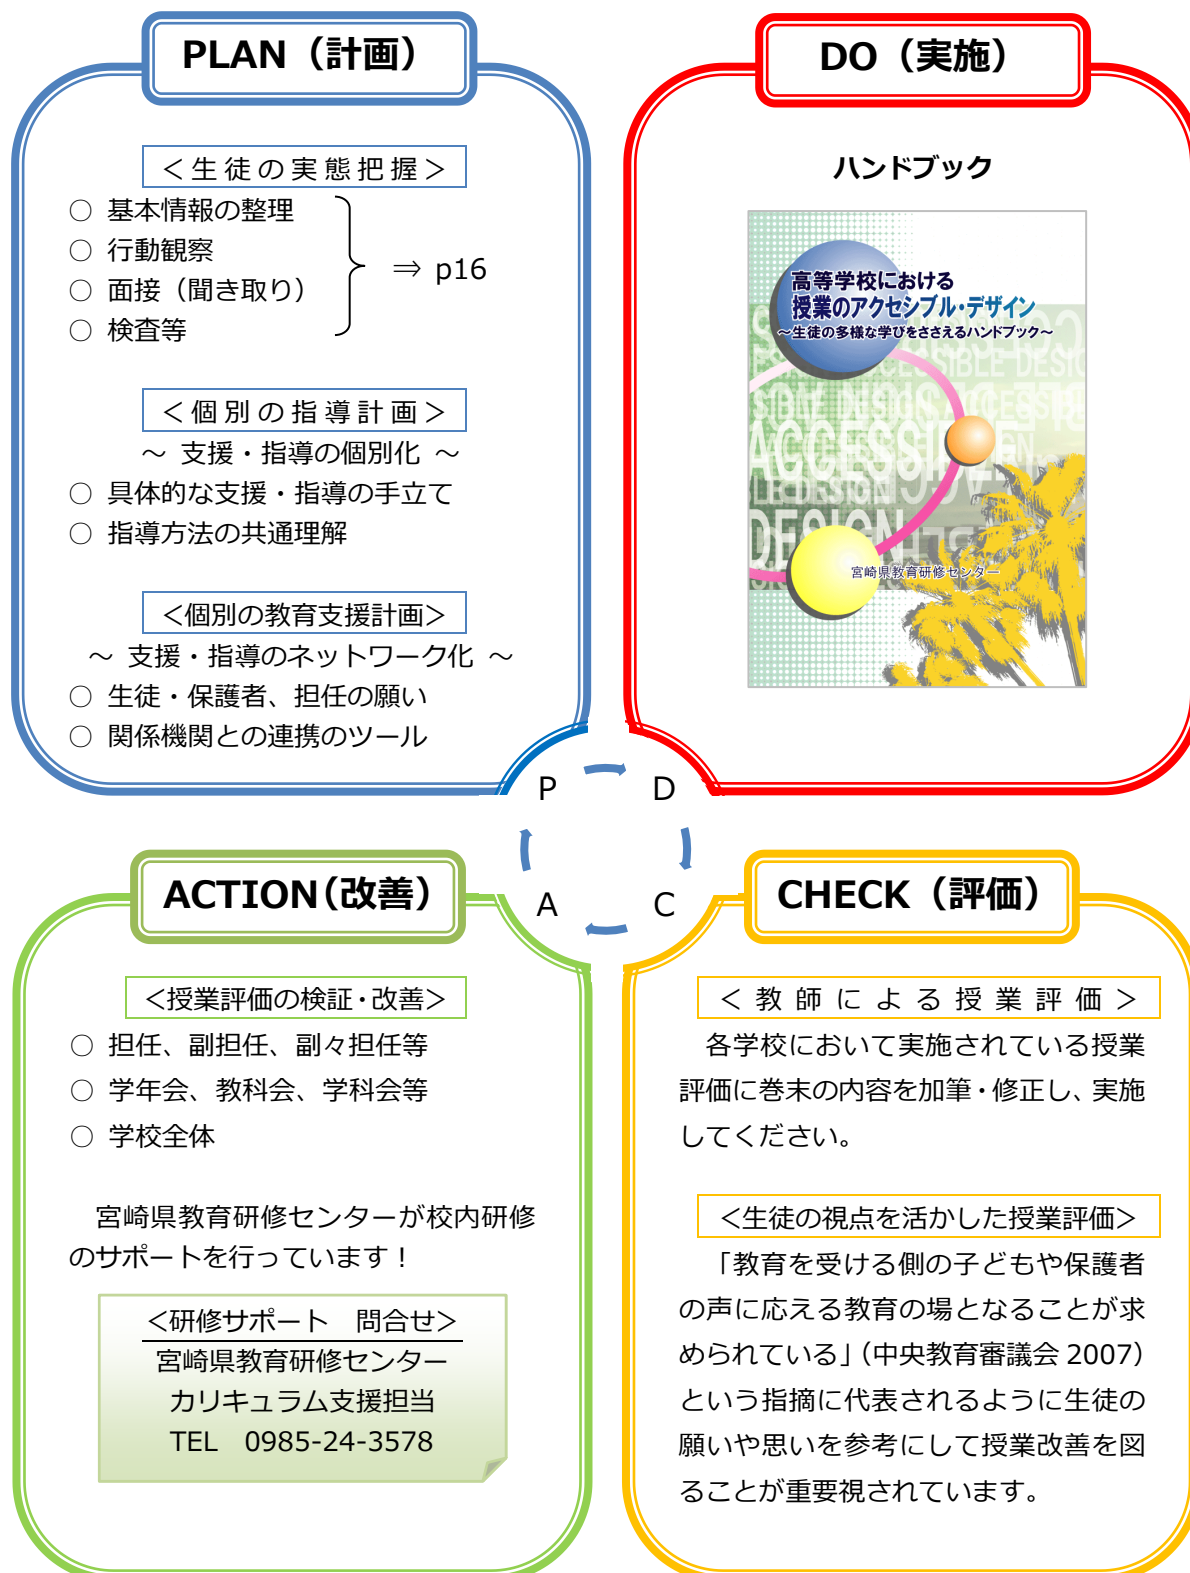 PLAN（計画）
＜生徒の実態把握＞
○ 基本情報の整理
○ 行動観察
○ 面接（聞き取り）
○ 検査等
⇒ p16
＜個別の指導計画＞
～ 支援・指導の個別化 ～
○ 具体的な支援・指導の手立て
○ 指導方法の共通理解
＜個別の教育支援計画＞
～ 支援・指導のネットワーク化 ～
○ 生徒・保護者、担任の願い
○ 関係機関との連携のツール
DO（実施）
ハンドブック
高等学校における
授業のアクセシブル・デザイン
～生徒の多様な学びをささえるハンドブック～
ACCESSIBLE
DESIGN
宮崎県教育研修センター
P
D
A
C
ACTION（改善）
＜授業評価の検証・改善＞
○ 担任、副担任、副々担任等
○ 学年会、教科会、学科会等
○ 学校全体
宮崎県教育研修センターが校内研修
のサポートを行っています！
＜研修サポート　問合せ＞
宮崎県教育研修センター
カリキュラム支援担当
TEL　0985-24-3578
CHECK（評価）
＜教師による授業評価＞
各学校において実施されている授業
評価に巻末の内容を加筆・修正し、実施
してください。
＜生徒の視点を活かした授業評価＞
「教育を受ける側の子どもや保護者
の声に応える教育の場となることが求
められている」（中央教育審議会 2007）
という指摘に代表されるように生徒の
願いや思いを参考にして授業改善を図
ることが重要視されています。